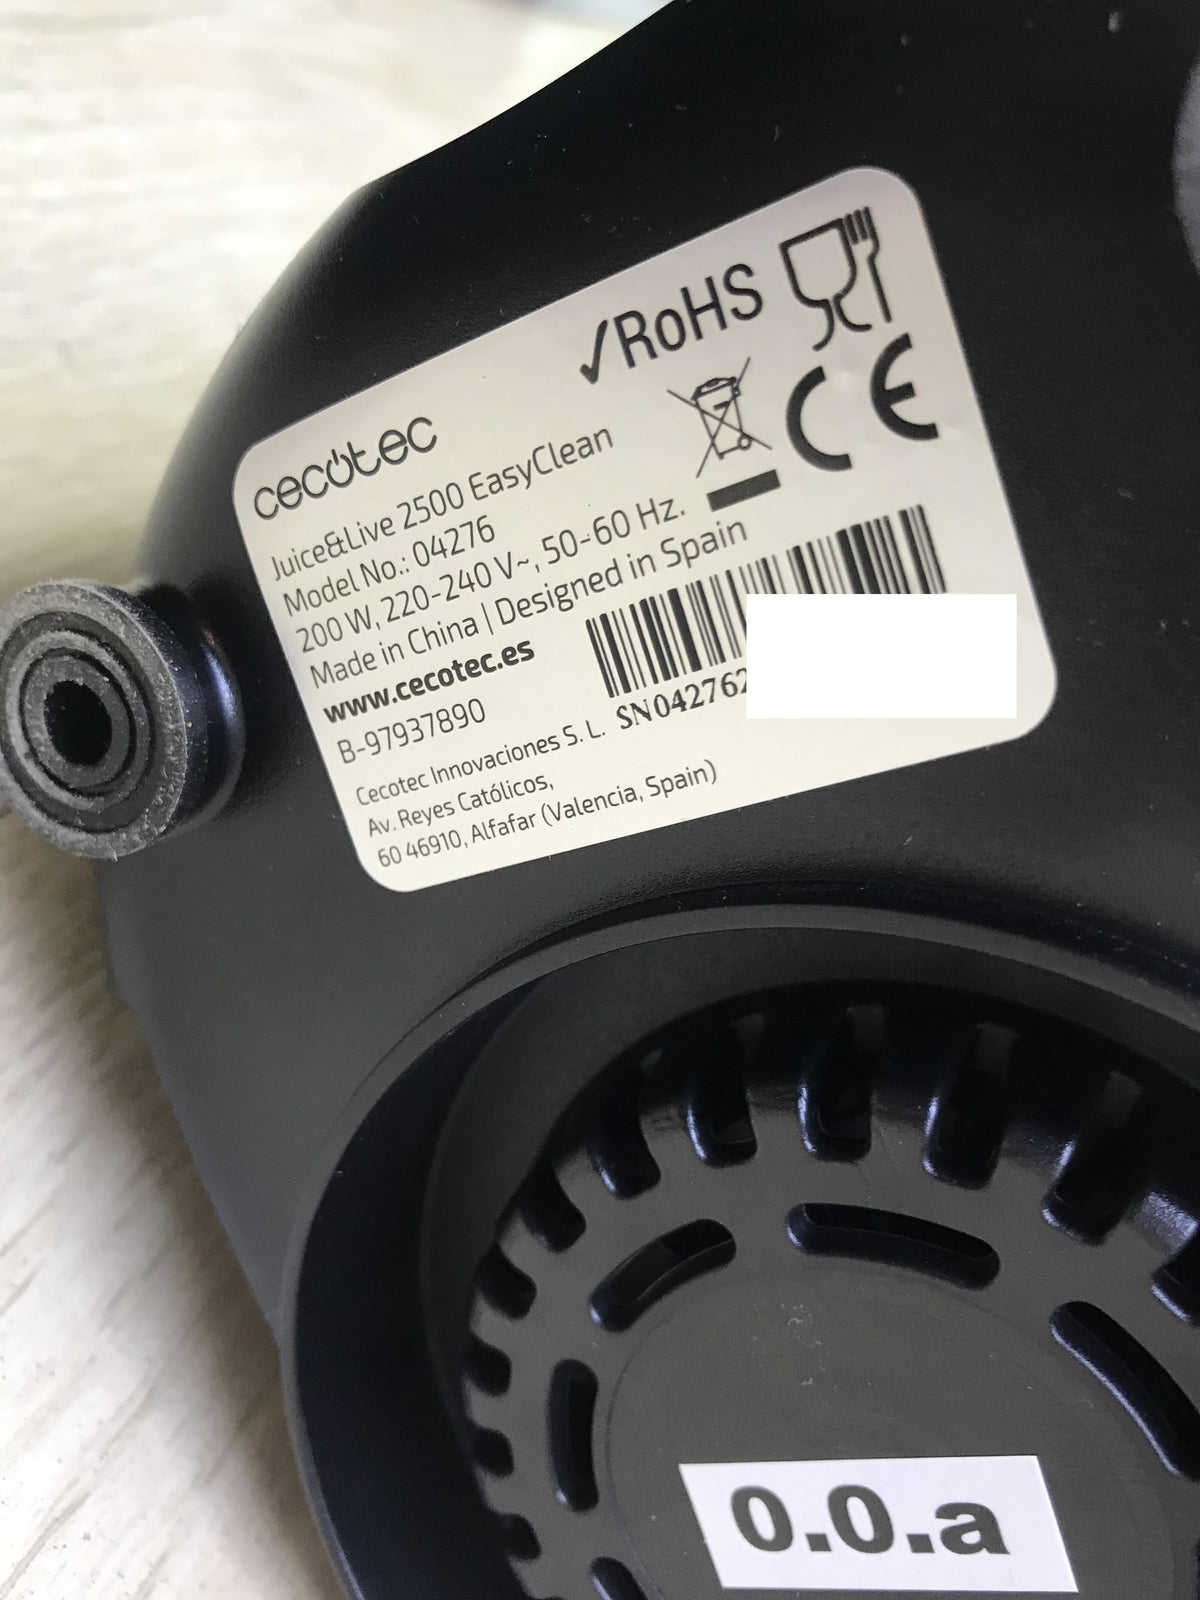 ✓RoHS
CE
cecotec
Juice&Live 2500 EasyClean
Model No.: 04276
200 W, 220-240 V~, 50-60 Hz.
Made in China | Designed in Spain
www.cecotec.es
B-97937890
SN04276
Cecotec Innovaciones S. L.
Av. Reyes Católicos,
60 46910, Alfafar (Valencia, Spain)
0.0.a